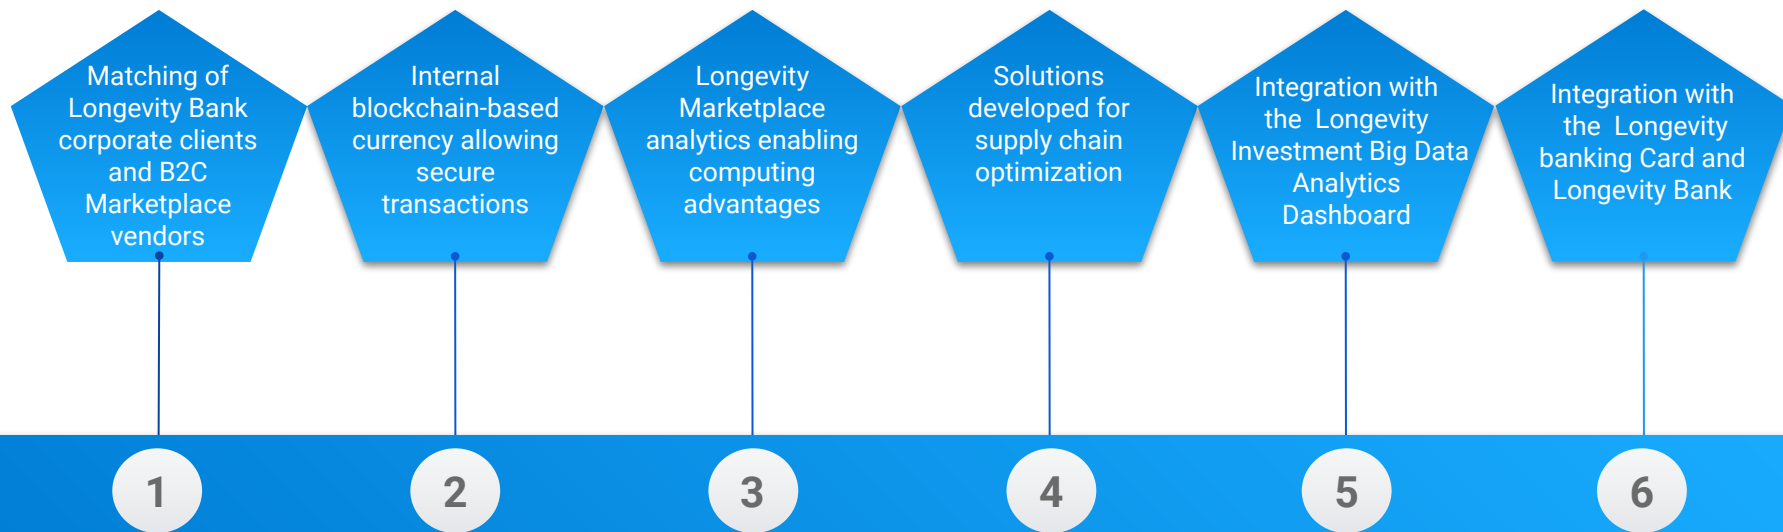 Matching of
Longevity Bank
corporate clients
and B2C
Marketplace
vendors
Internal
blockchain-based
currency allowing
secure
transactions
Longevity
Marketplace
analytics enabling
computing
advantages
Solutions
developed for
supply chain
optimization
Integration with
the  Longevity
Investment Big Data
Analytics
Dashboard
Integration with
the  Longevity
banking Card and
Longevity Bank
1
2
3
4
5
6